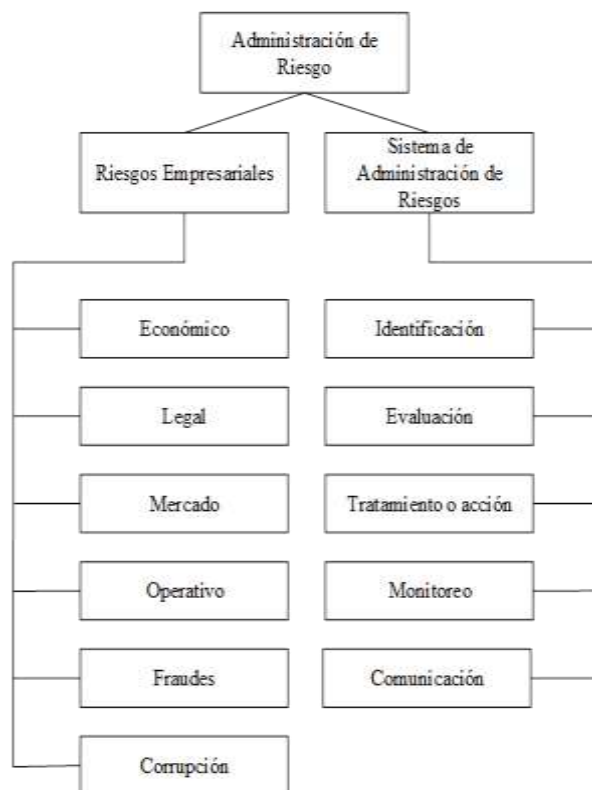 Administración de
Riesgo
Riesgos Empresariales
Sistema de
Administración de
Riesgos
Económico
Legal
Mercado
Operativo
Fraudes
Corrupción
Identificación
Evaluación
Tratamiento o acción
Monitoreo
Comunicación